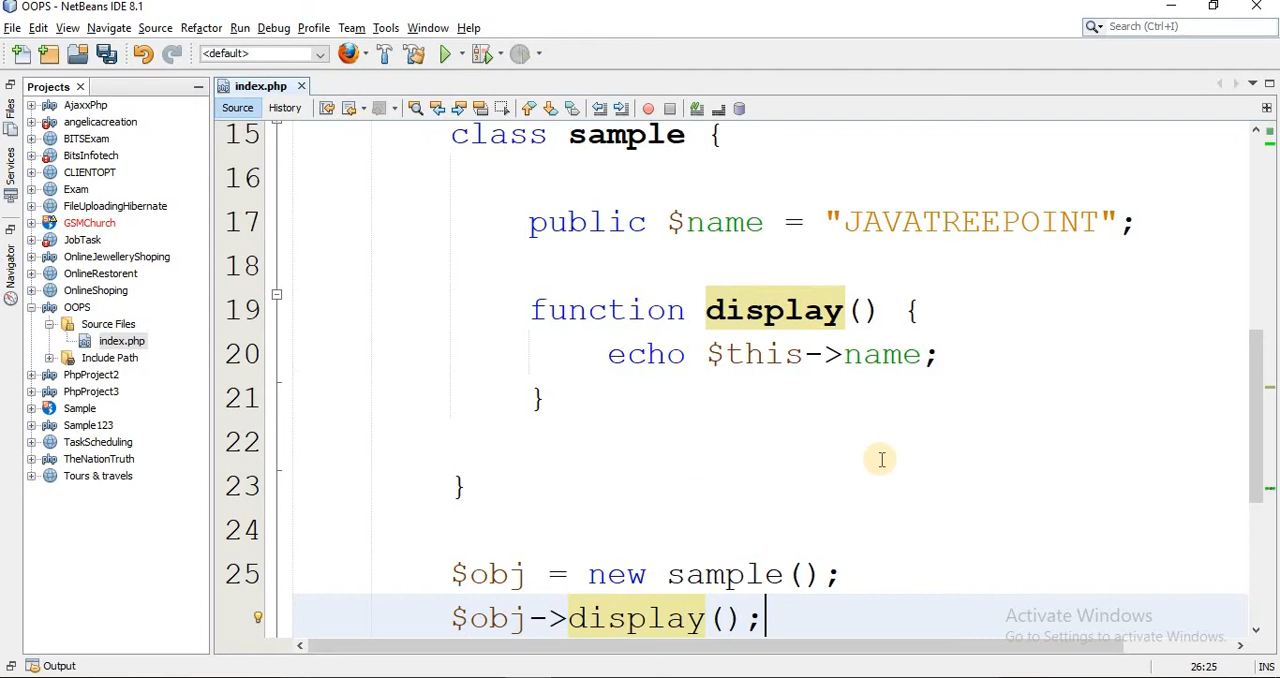 OOPS - NetBeans IDE 8.1
File Edit View Navigate Source Refactor Run Debug Profile Team Tools Window Help
Search (Ctrl+I)
<default>
Projects
index.php
Files
Services
Navigator
Source History
AjaxxPhp
angelicacreation
BITSExam
BitsInfotech
CLIENTOPT
Exam
FileUploadingHibernate
GSMChurch
JobTask
OnlineJewelleryShoping
OnlineRestorent
OnlineShoping
OOPS
Source Files
index.php
Include Path
PhpProject2
PhpProject3
Sample
Sample123
TaskScheduling
TheNationTruth
Tours & travels
15 class sample {
16
17 public $name = "JAVATREEPOINT";
18
19 function display() {
20 echo $this->name;
21 }
22
23 }
24
25 $obj = new sample();
$obj->display();
Activate Windows
Go to Settings to activate Windows.
Output
26:25 INS